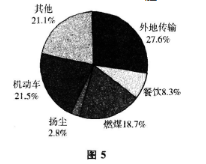 其他
21.1%
外地传输
27.6%
机动车
21.5%
餐饮8.3%
扬尘
2.8%
燃煤18.7%
图 5